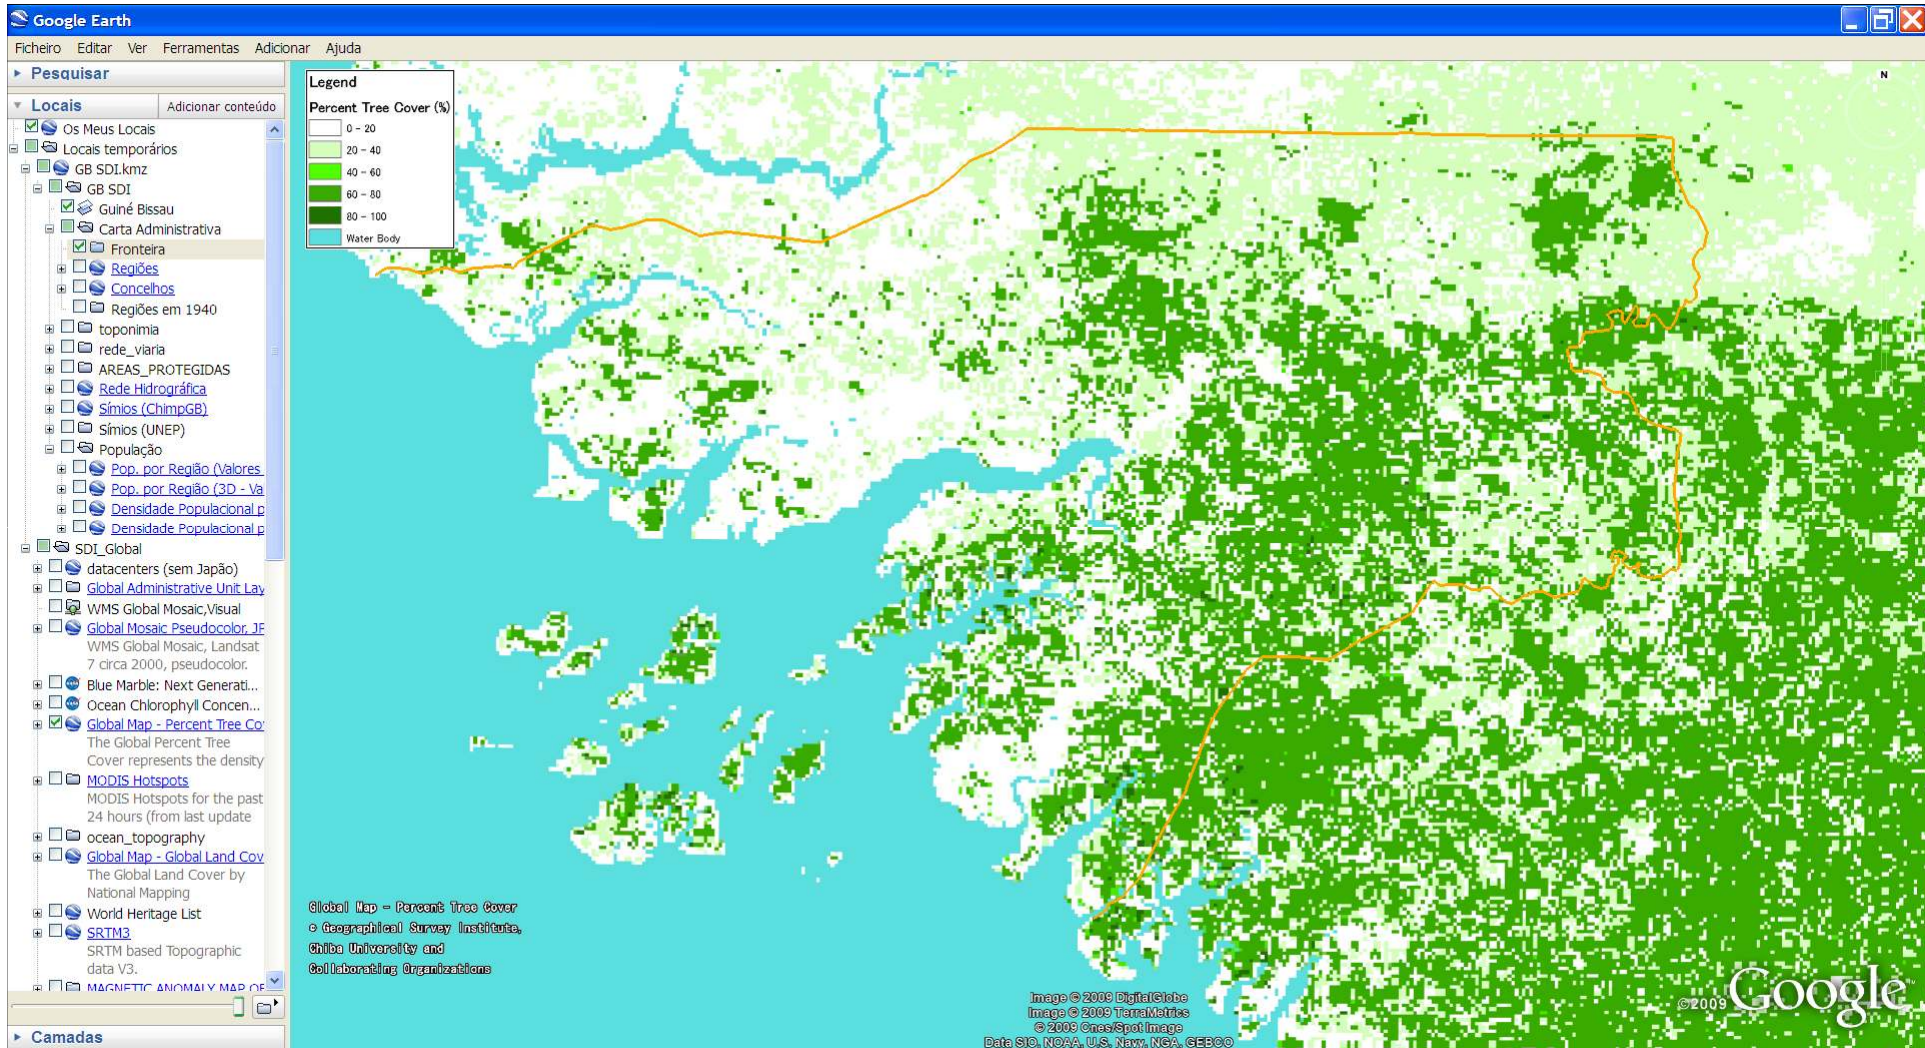 Google Earth
Ficheiro Editar Ver Ferramentas Adicionar Ajuda
Pesquisar
Locais Adicionar conteúdo
Os Meus Locais
Locais temporários
GB SDI.kmz
GB SDI
Guiné Bissau
Carta Administrativa
Fronteira
Regiões
Concelhos
Regiões em 1940
toponimia
rede_viaria
AREAS_PROTEGIDAS
Rede Hidrográfica
Símios (ChimpGB)
Símios (UNEP)
População
Pop. por Região (Valores
Pop. por Região (3D - Va
Densidade Populacional p
Densidade Populacional p
SDI_Global
datacenters (sem Japão)
Global Administrative Unit Lay
WMS Global Mosaic,Visual
Global Mosaic Pseudocolor, JP
WMS Global Mosaic, Landsat
7 circa 2000, pseudocolor.
Blue Marble: Next Generati...
Ocean Chlorophyll Concen...
Global Map - Percent Tree Co
The Global Percent Tree
Cover represents the density
MODIS Hotspots
MODIS Hotspots for the past
24 hours (from last update
ocean_topography
Global Map - Global Land Cov
The Global Land Cover by
National Mapping
World Heritage List
SRTM3
SRTM based Topographic
data V3.
MAGNETIC ANOMALY MAP OF
Camadas
Legend
Percent Tree Cover (%)
0 - 20
20 - 40
40 - 60
60 - 80
80 - 100
Water Body
N
Global Map - Percent Tree Cover
© Geographical Survey Institute,
Chiba University and
Collaborating Organizations
Image © 2009 DigitalGlobe
Image © 2009 TerraMetrics
© 2009 Cnes/Spot Image
Data SIO, NOAA, U.S. Navy, NGA, GEBCO
©2009 Google